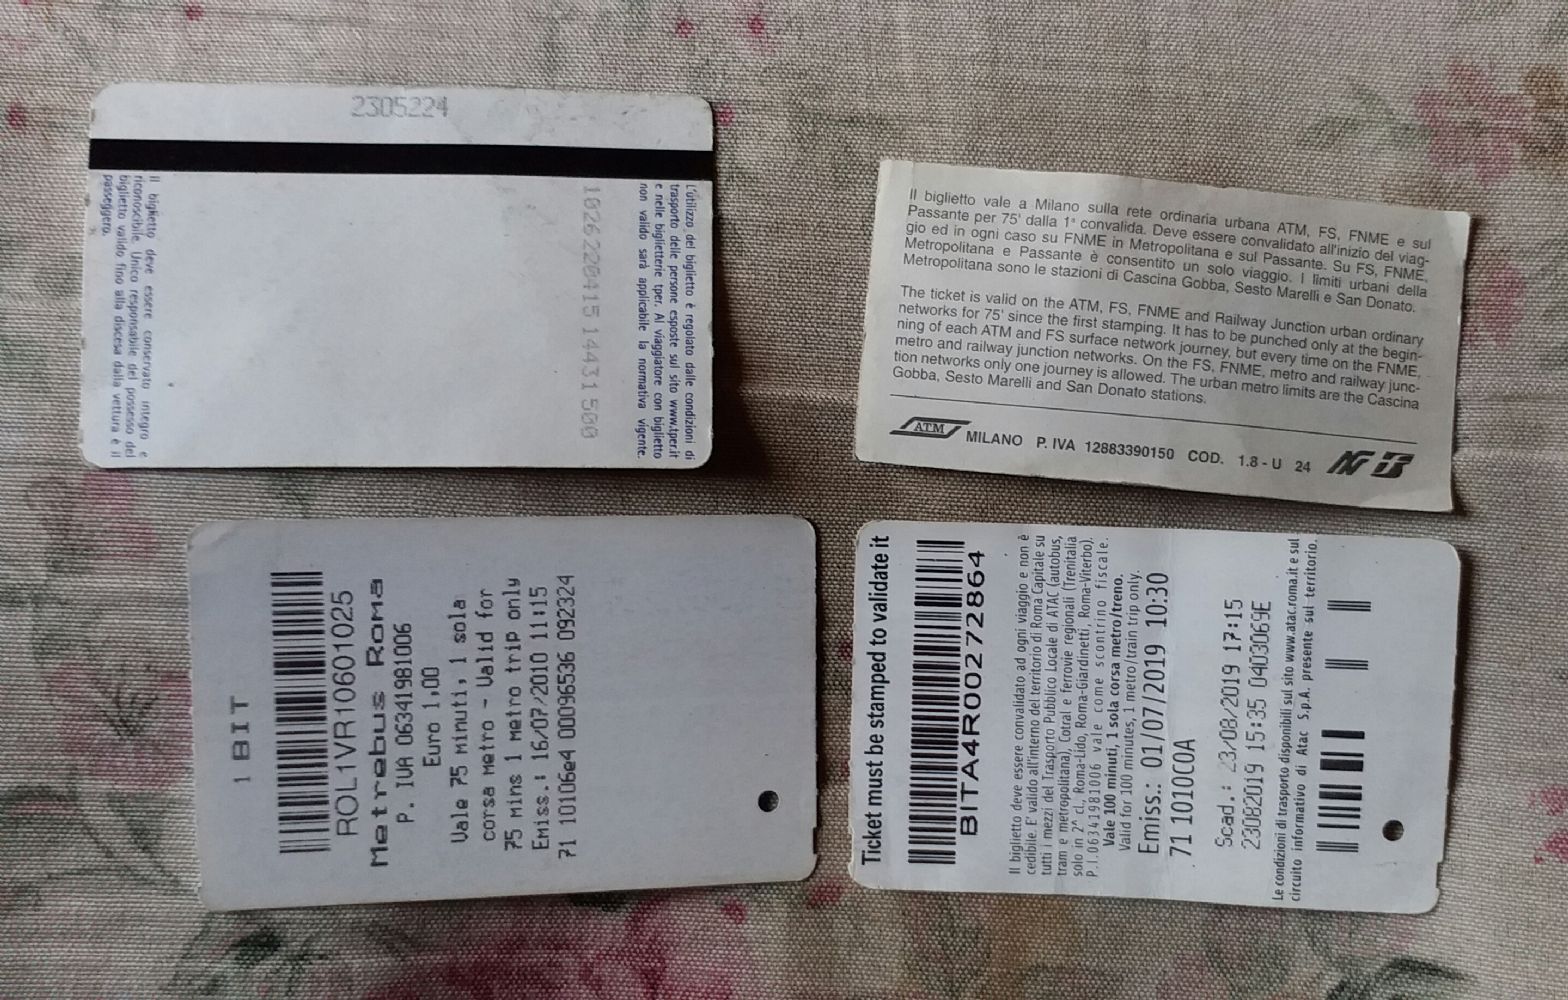 2305224
L'utilizzo del biglietto è regolato dalle condizioni di
trasporto delle persone esposte sul sito www.tper.it
e nelle biglietterie tper. Al viaggiatore con biglietto
non valido sarà applicabile la normativa vigente.
Il biglietto deve essere conservato integro e
riconoscibile. Unico responsabile del possesso del
biglietto valido fino alla discesa dalla vettura è il
passeggero.
Il biglietto vale a Milano sulla rete ordinaria urbana ATM, FS, FNME e sul
Passante per 75' dalla 1ª convalida. Deve essere convalidato all'inizio del viag-
gio ed in ogni caso su FNME in Metropolitana e sul Passante. Su FS, FNME,
Metropolitana e Passante è consentito un solo viaggio. I limiti urbani della
Metropolitana sono le stazioni di Cascina Gobba, Sesto Marelli e San Donato.
The ticket is valid on the ATM, FS, FNME and Railway Junction urban ordinary
networks for 75' since the first stamping. It has to be punched only at the begin-
ning of each ATM and FS surface network journey, but every time on the FNME,
metro and railway junction networks. On the FS, FNME, metro and railway junc-
tion networks only one journey is allowed. The urban metro limits are the Cascina
Gobba, Sesto Marelli and San Donato stations.
ATM MILANO P. IVA 12883390150 COD. 1.8 - U 24
1 BIT
ROL1VR10601025
Metrebus Roma
P. IVA 06341981006
Euro 1,00
Vale 75 minuti, 1 sola
corsa metro - Valid for
75 mins 1 metro trip only
Emiss.: 16/07/2010 11:15
71 10106e4 00096536 092324
Ticket must be stamped to validate it
BITA4R00272864
Il biglietto deve essere convalidato ad ogni viaggio e non è
cedibile. E' valido all'interno del territorio di Roma Capitale su
tutti i mezzi del Trasporto Pubblico Locale di ATAC (autobus,
tram e metropolitana), Cotral e ferrovie regionali (Trenitalia
solo in 2^ cl, Roma-Lido, Roma-Giardinetti, Roma-Viterbo).
P.I.06341981006 vale come scontrino fiscale.
Vale 100 minuti, 1 sola corsa metro/treno.
Valid for 100 minutes, 1 metro/train trip only.
Emiss.: 01/07/2019 10:30
71 1010C0A
Scad.: 23/08/2019 17:15
23082019 15:35 0403069E
Le condizioni di trasporto disponibili sul sito www.atac.roma.it e sul
circuito informativo di Atac S.p.A. presente sul territorio.